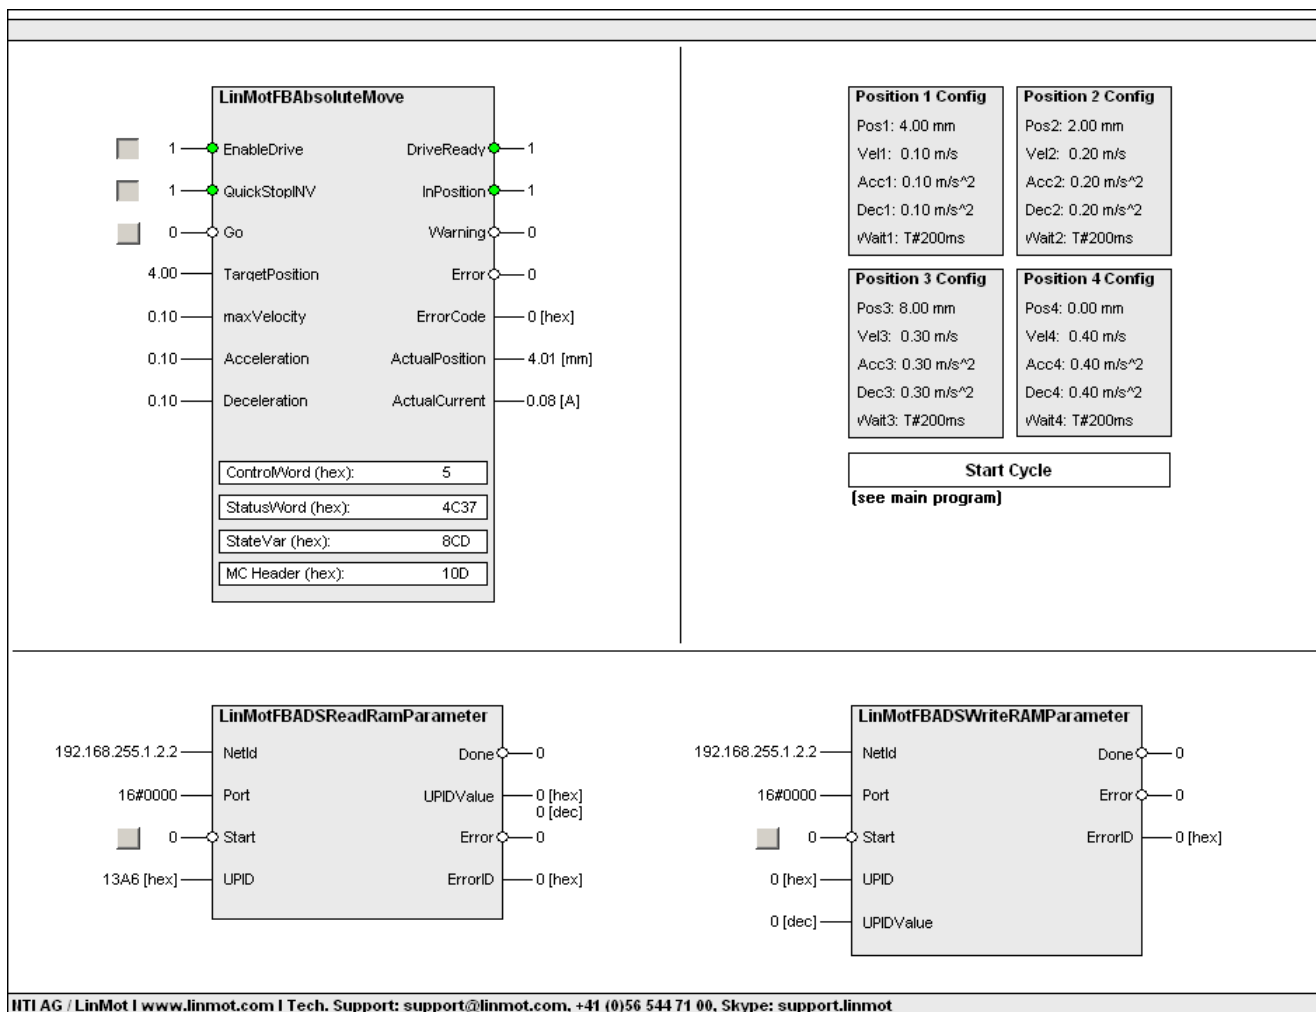 LinMotFBAbsoluteMove
1 EnableDrive DriveReady 1
1 QuickStopINV InPosition 1
0 Go Warning 0
4.00 TargetPosition Error 0
0.10 maxVelocity ErrorCode 0 [hex]
0.10 Acceleration ActualPosition 4.01 [mm]
0.10 Deceleration ActualCurrent 0.08 [A]
ControlWord (hex): 5
StatusWord (hex): 4C37
StateVar (hex): 8CD
MC Header (hex): 10D
Position 1 Config
Pos1: 4.00 mm
Vel1: 0.10 m/s
Acc1: 0.10 m/s^2
Dec1: 0.10 m/s^2
Wait1: T#200ms
Position 2 Config
Pos2: 2.00 mm
Vel2: 0.20 m/s
Acc2: 0.20 m/s^2
Dec2: 0.20 m/s^2
Wait2: T#200ms
Position 3 Config
Pos3: 8.00 mm
Vel3: 0.30 m/s
Acc3: 0.30 m/s^2
Dec3: 0.30 m/s^2
Wait3: T#200ms
Position 4 Config
Pos4: 0.00 mm
Vel4: 0.40 m/s
Acc4: 0.40 m/s^2
Dec4: 0.40 m/s^2
Wait4: T#200ms
Start Cycle
(see main program)
LinMotFBADSReadRamParameter
192.168.255.1.2.2 NetId Done 0
16#0000 Port UPIDValue 0 [hex]
0 [dec]
0 Start Error 0
13A6 [hex] UPID ErrorID 0 [hex]
LinMotFBADSWriteRAMParameter
192.168.255.1.2.2 NetId Done 0
16#0000 Port Error 0
0 Start ErrorID 0 [hex]
0 [hex] UPID
0 [dec] UPIDValue
NTI AG / LinMot I www.linmot.com I Tech. Support: support@linmot.com, +41 (0)56 544 71 00, Skype: support.linmot